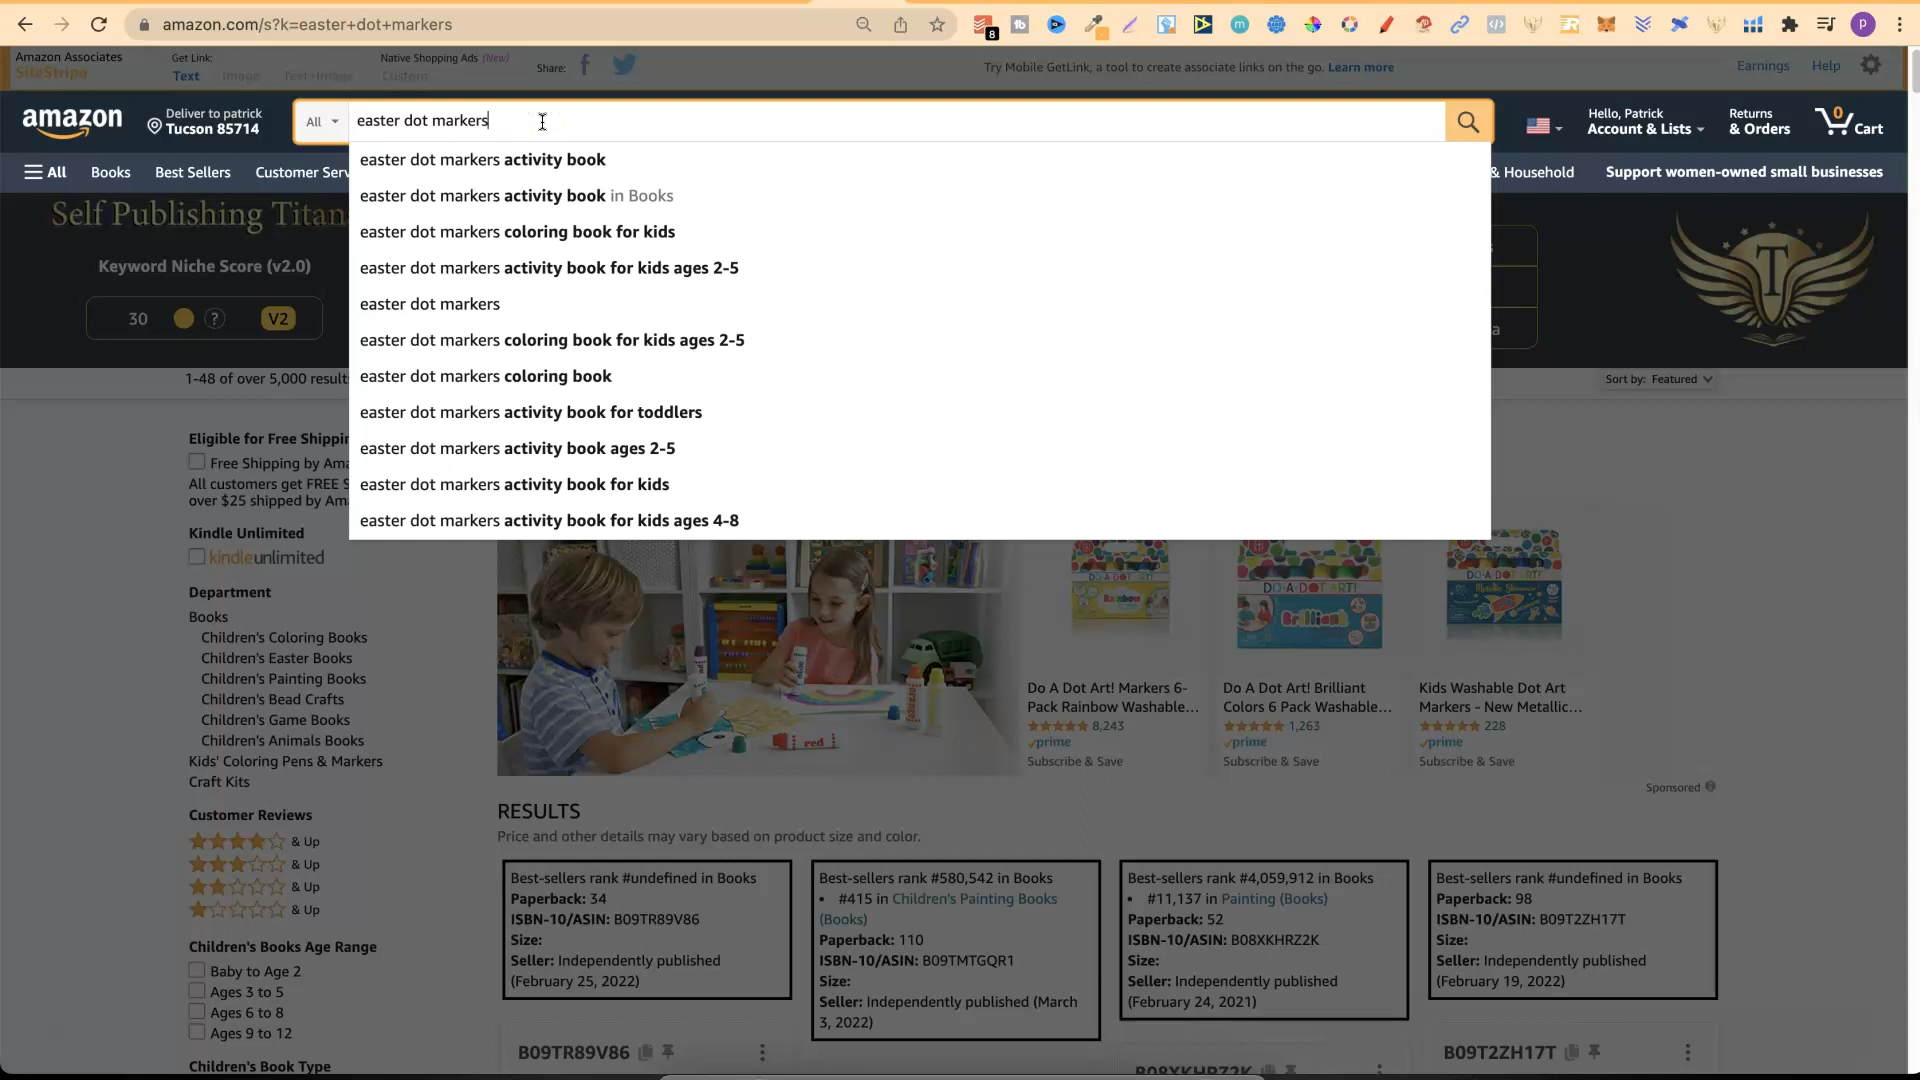 amazon.com/s?k=easter+dot+markers
8
P
Amazon Associates
SiteStripe
Get Link:
Text
Image
Text+Image
Native Shopping Ads (New)
Custom
Share:
Try Mobile GetLink, a tool to create associate links on the go. Learn more
Earnings
Help
amazon
Deliver to patrick
Tucson 85714
All
easter dot markers
Hello, Patrick
Account & Lists
Returns
& Orders
0
Cart
All
Books
Best Sellers
Customer Serv
& Household
Support women-owned small businesses
easter dot markers activity book
easter dot markers activity book in Books
easter dot markers coloring book for kids
easter dot markers activity book for kids ages 2-5
easter dot markers
easter dot markers coloring book for kids ages 2-5
easter dot markers coloring book
easter dot markers activity book for toddlers
easter dot markers activity book ages 2-5
easter dot markers activity book for kids
easter dot markers activity book for kids ages 4-8
Self Publishing Titans
Keyword Niche Score (v2.0)
30
?
V2
s
a
T
1-48 of over 5,000 results
Sort by: Featured
Eligible for Free Shippin
Free Shipping by Ama
All customers get FREE S
over $25 shipped by Am
Kindle Unlimited
kindleunlimited
Department
Books
Children's Coloring Books
Children's Easter Books
Children's Painting Books
Children's Bead Crafts
Children's Game Books
Children's Animals Books
Kids' Coloring Pens & Markers
Craft Kits
Customer Reviews
& Up
& Up
& Up
& Up
Children's Books Age Range
Baby to Age 2
Ages 3 to 5
Ages 6 to 8
Ages 9 to 12
Children's Book Type
red
DO·A·DOT ART!
Rainbow
DO·A·DOT ART!
Brilliant
DO·A·DOT ART!
Do A Dot Art! Markers 6-
Pack Rainbow Washable...
8,243
prime
Subscribe & Save
Do A Dot Art! Brilliant
Colors 6 Pack Washable...
1,263
prime
Subscribe & Save
Kids Washable Dot Art
Markers - New Metallic...
228
prime
Subscribe & Save
Sponsored
RESULTS
Price and other details may vary based on product size and color.
Best-sellers rank #undefined in Books
Paperback: 34
ISBN-10/ASIN: B09TR89V86
Size:
Seller: Independently published
(February 25, 2022)
B09TR89V86
Best-sellers rank #580,542 in Books
• #415 in Children's Painting Books
(Books)
Paperback: 110
ISBN-10/ASIN: B09TMTGQR1
Size:
Seller: Independently published (March
3, 2022)
Best-sellers rank #4,059,912 in Books
• #11,137 in Painting (Books)
Paperback: 52
ISBN-10/ASIN: B08XKHRZ2K
Size:
Seller: Independently published
(February 24, 2021)
B08XKHRZ2K
Best-sellers rank #undefined in Books
Paperback: 98
ISBN-10/ASIN: B09T2ZH17T
Size:
Seller: Independently published
(February 19, 2022)
B09T2ZH17T